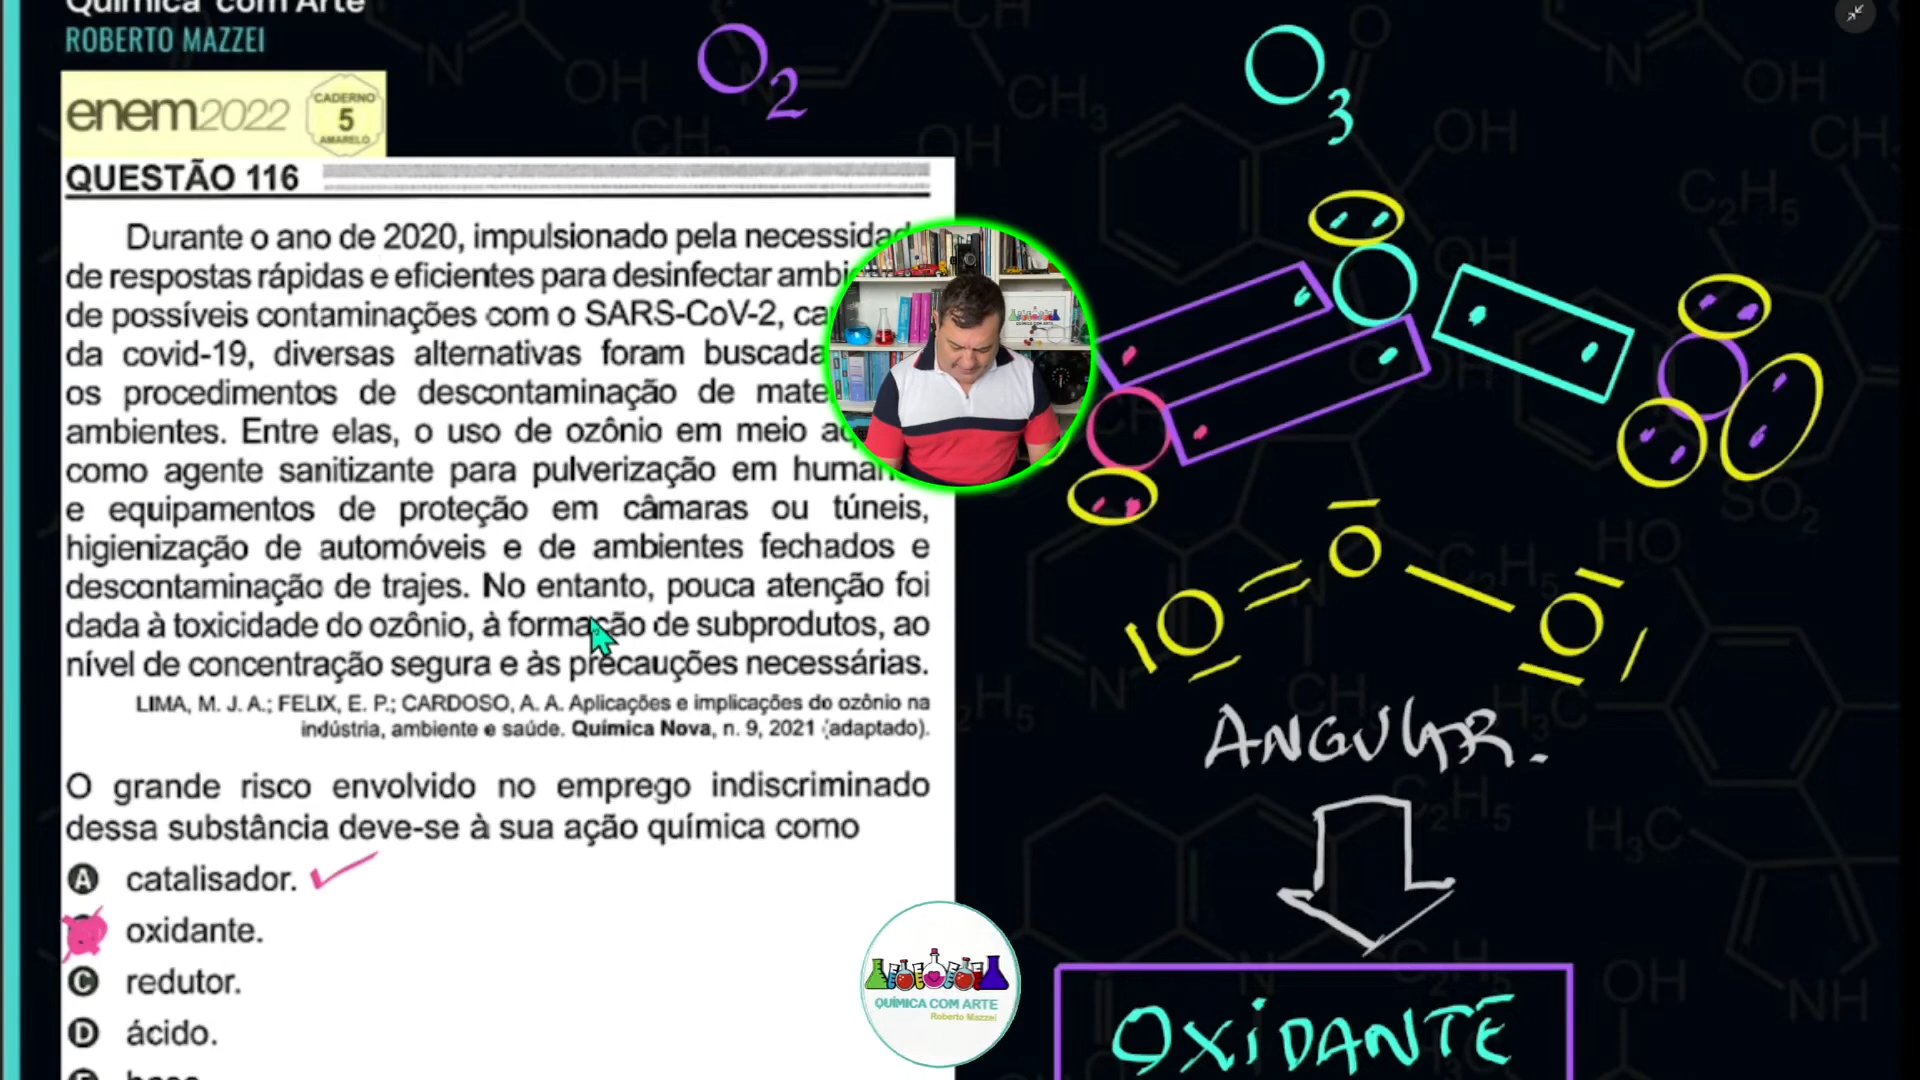 Química com Arte
ROBERTO MAZZEI
enem2022
CADERNO
5
AMARELO
QUESTÃO 116
Durante o ano de 2020, impulsionado pela necessidad
de respostas rápidas e eficientes para desinfectar ambi
de possíveis contaminações com o SARS-CoV-2, ca
da covid-19, diversas alternativas foram buscada
os procedimentos de descontaminação de mate
ambientes. Entre elas, o uso de ozônio em meio a
como agente sanitizante para pulverização em human
e equipamentos de proteção em câmaras ou túneis,
higienização de automóveis e de ambientes fechados e
descontaminação de trajes. No entanto, pouca atenção foi
dada à toxicidade do ozônio, à formação de subprodutos, ao
nível de concentração segura e às precauções necessárias.
LIMA, M. J. A.; FELIX, E. P.; CARDOSO, A. A. Aplicações e implicações do ozônio na
indústria, ambiente e saúde. Química Nova, n. 9, 2021 (adaptado).
O grande risco envolvido no emprego indiscriminado
dessa substância deve-se à sua ação química como
A catalisador.
oxidante.
C redutor.
D ácido.
E base
O2
O3
O
O
O
ANGULAR.
OXIDANTE
QUÍMICA COM ARTE
Roberto Mazzei